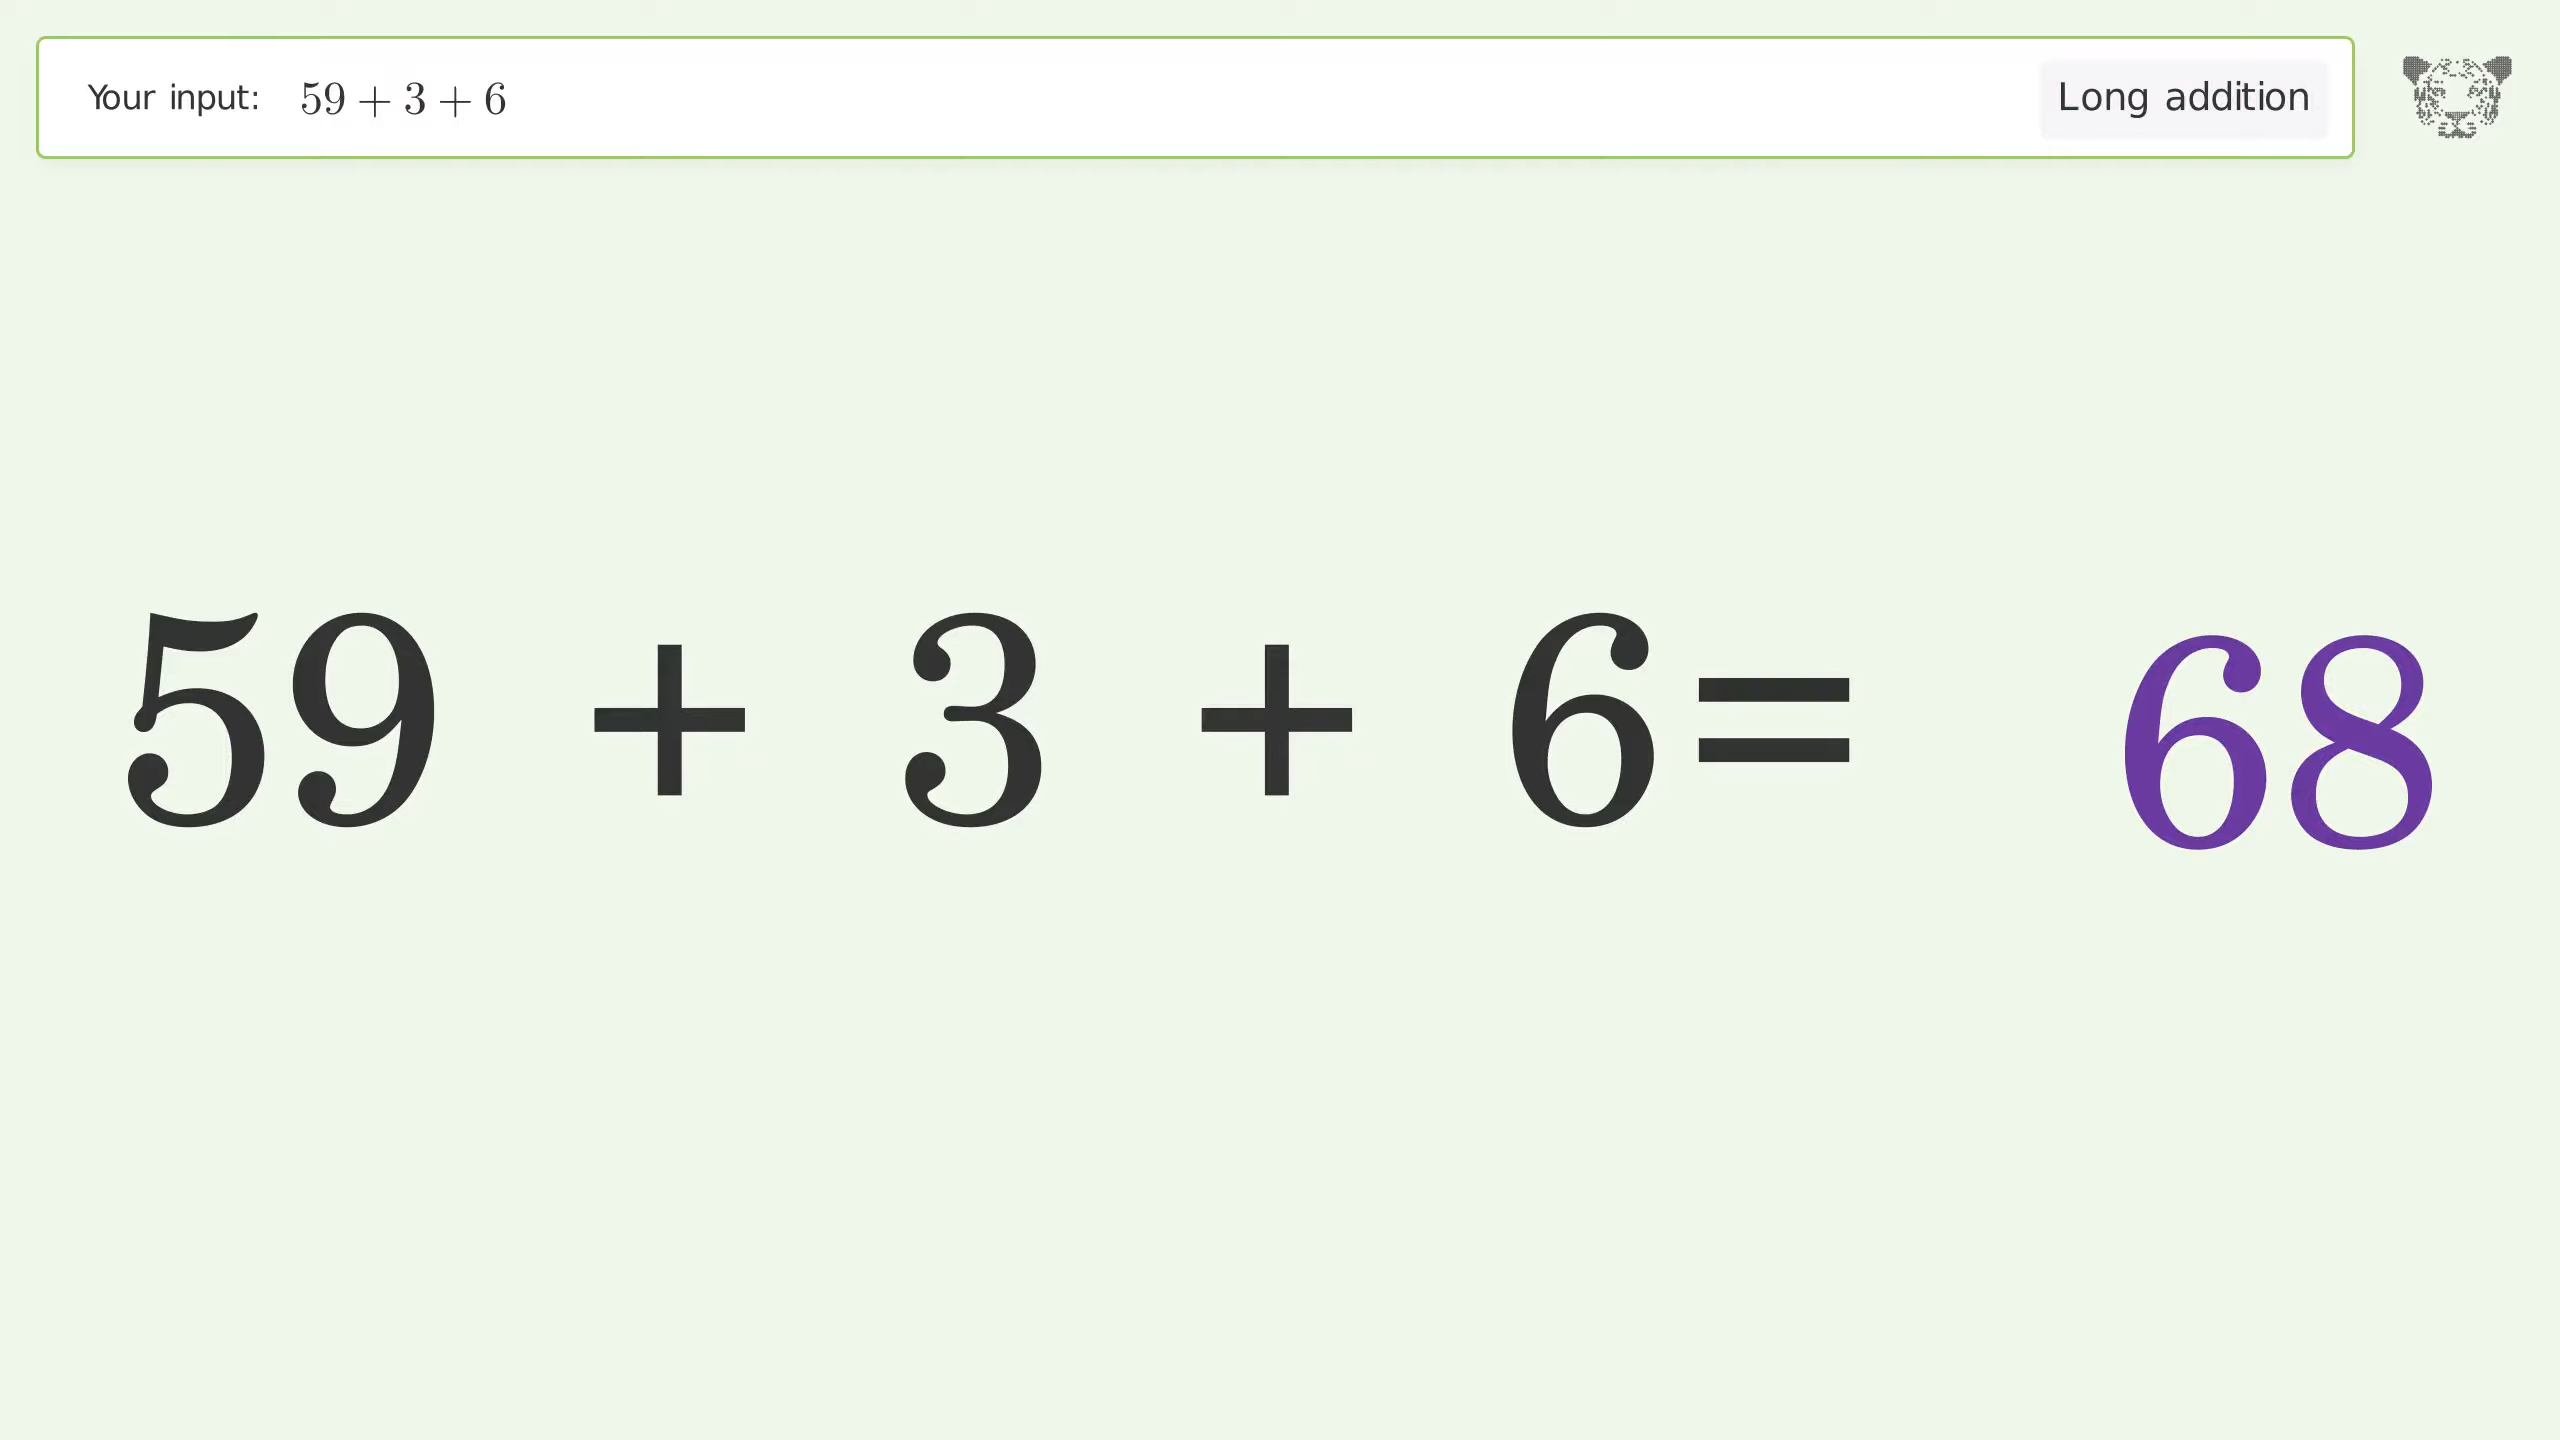 Your input: 59 + 3 + 6 Long addition
59 + 3 + 6= 68